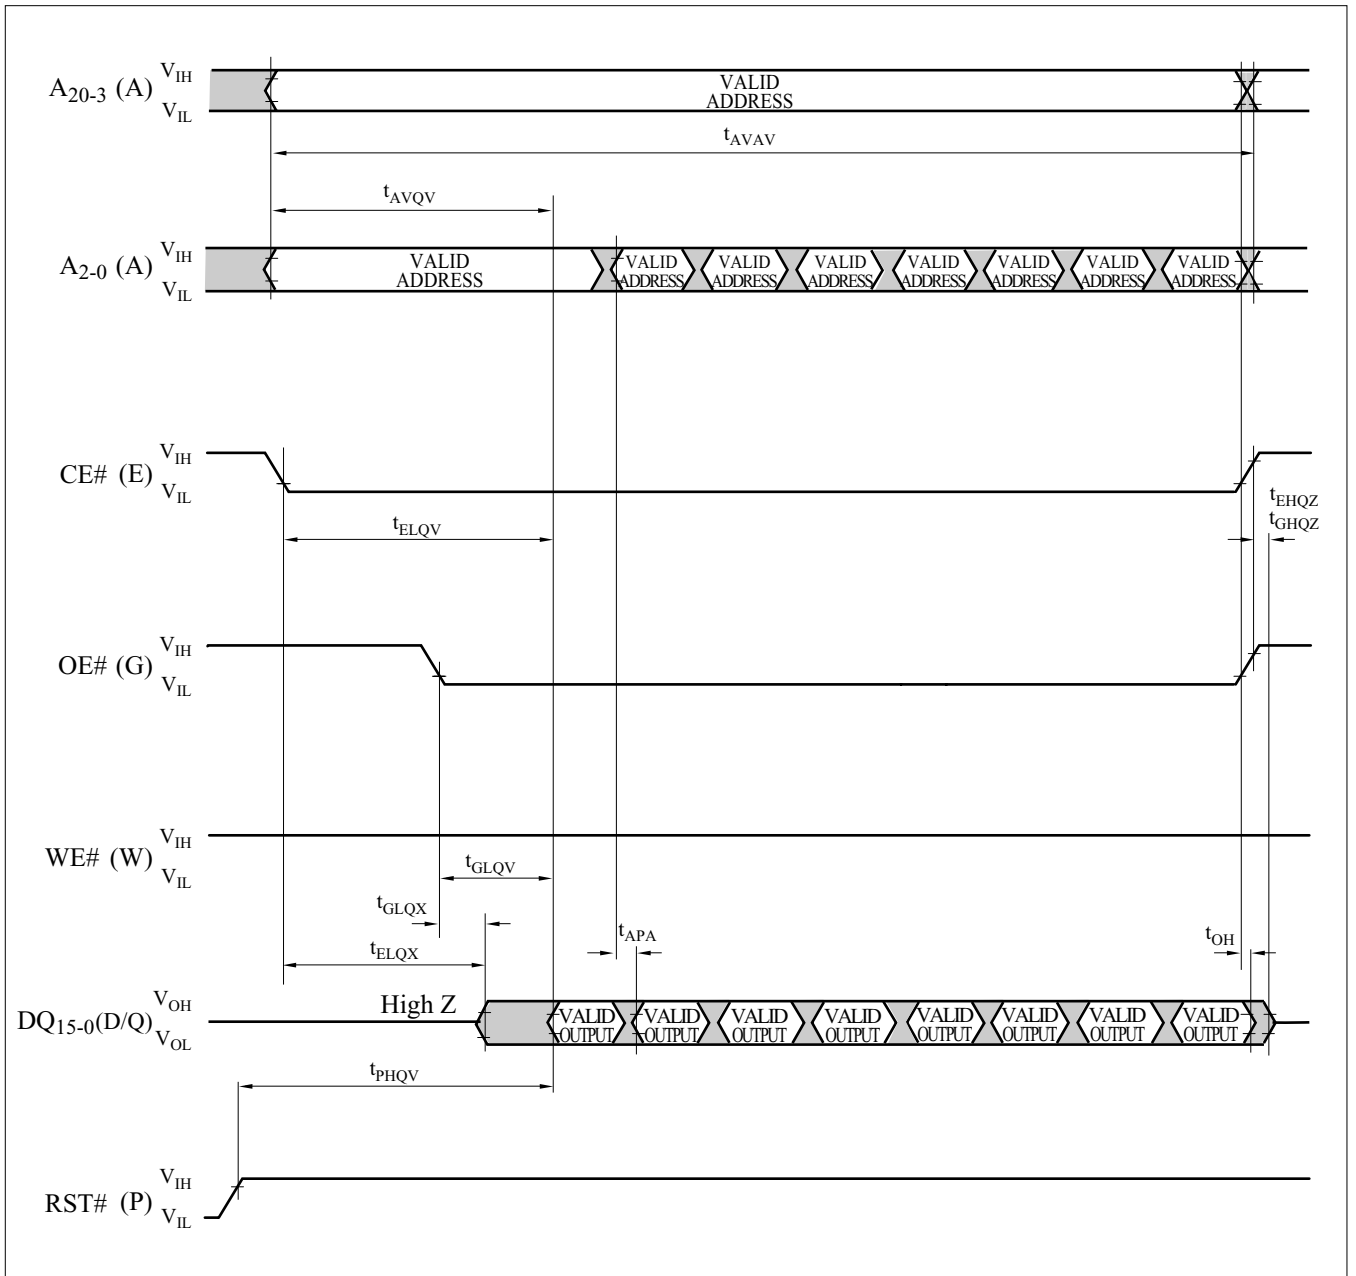 A20-3 (A) VIH VIL VALID ADDRESS
tAVAV
tAVQV
A2-0 (A) VIH VIL VALID ADDRESS VALID ADDRESS VALID ADDRESS VALID ADDRESS VALID ADDRESS VALID ADDRESS VALID ADDRESS VALID ADDRESS
CE# (E) VIH VIL
tEHQZ
tGHQZ
tELQV
OE# (G) VIH VIL
WE# (W) VIH VIL
tGLQV
tGLQX
tAPA
tOH
tELQX
DQ15-0(D/Q) VOH VOL High Z VALID OUTPUT VALID OUTPUT VALID OUTPUT VALID OUTPUT VALID OUTPUT VALID OUTPUT VALID OUTPUT VALID OUTPUT
tPHQV
RST# (P) VIH VIL